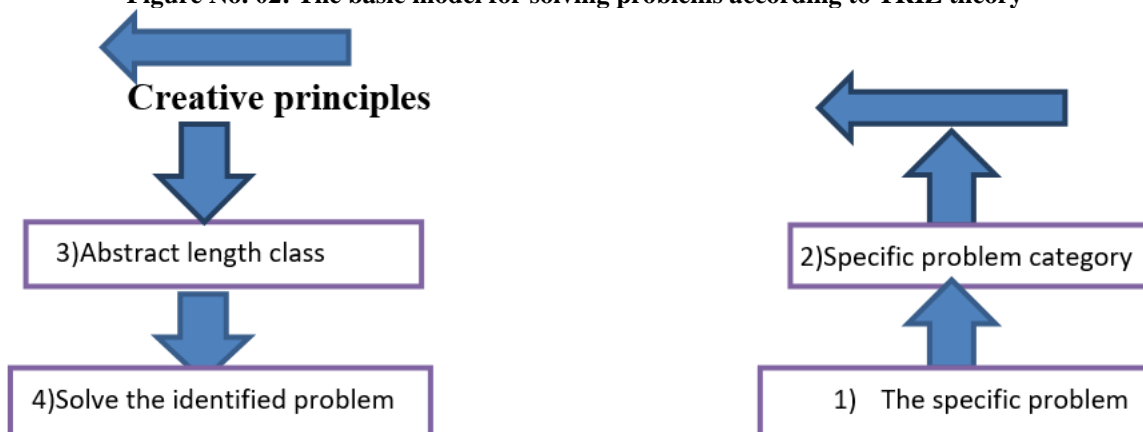 Figure No. 02: The basic model for solving problems according to TRIZ theory
Creative principles
3)Abstract length class
2)Specific problem category
4)Solve the identified problem
1) The specific problem